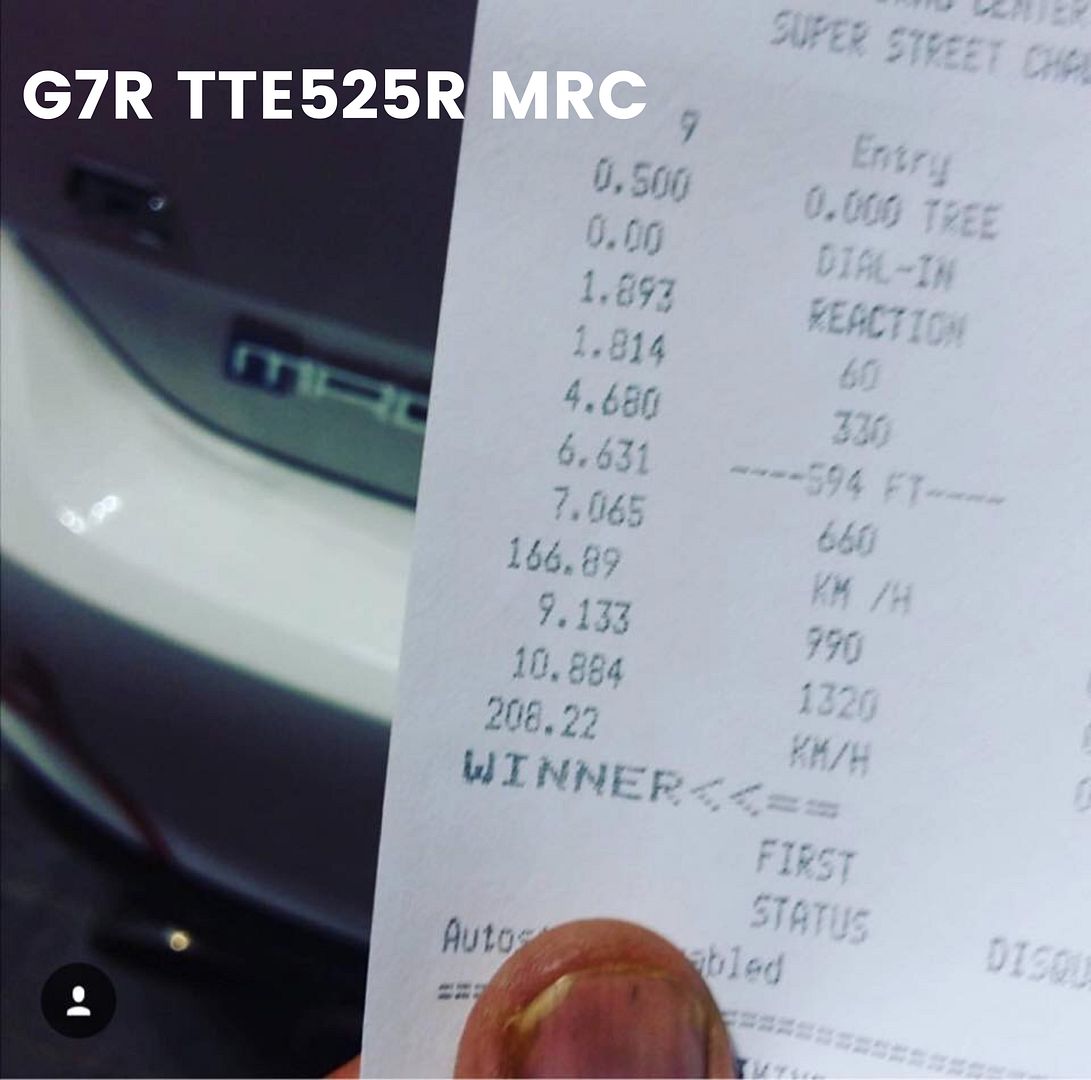 CENTER
SUPER STREET
G7R TTE525R MRC
9 Entry
0.500 0.000 TREE
0.00 DIAL-IN
1.893 REACTION
1.814 60
4.680 330
6.631 ----594 FT----
7.065 660
166.89 KM /H
9.133 990
10.884 1320
208.22 KM/H
WINNER<<==
FIRST
STATUS
MRC